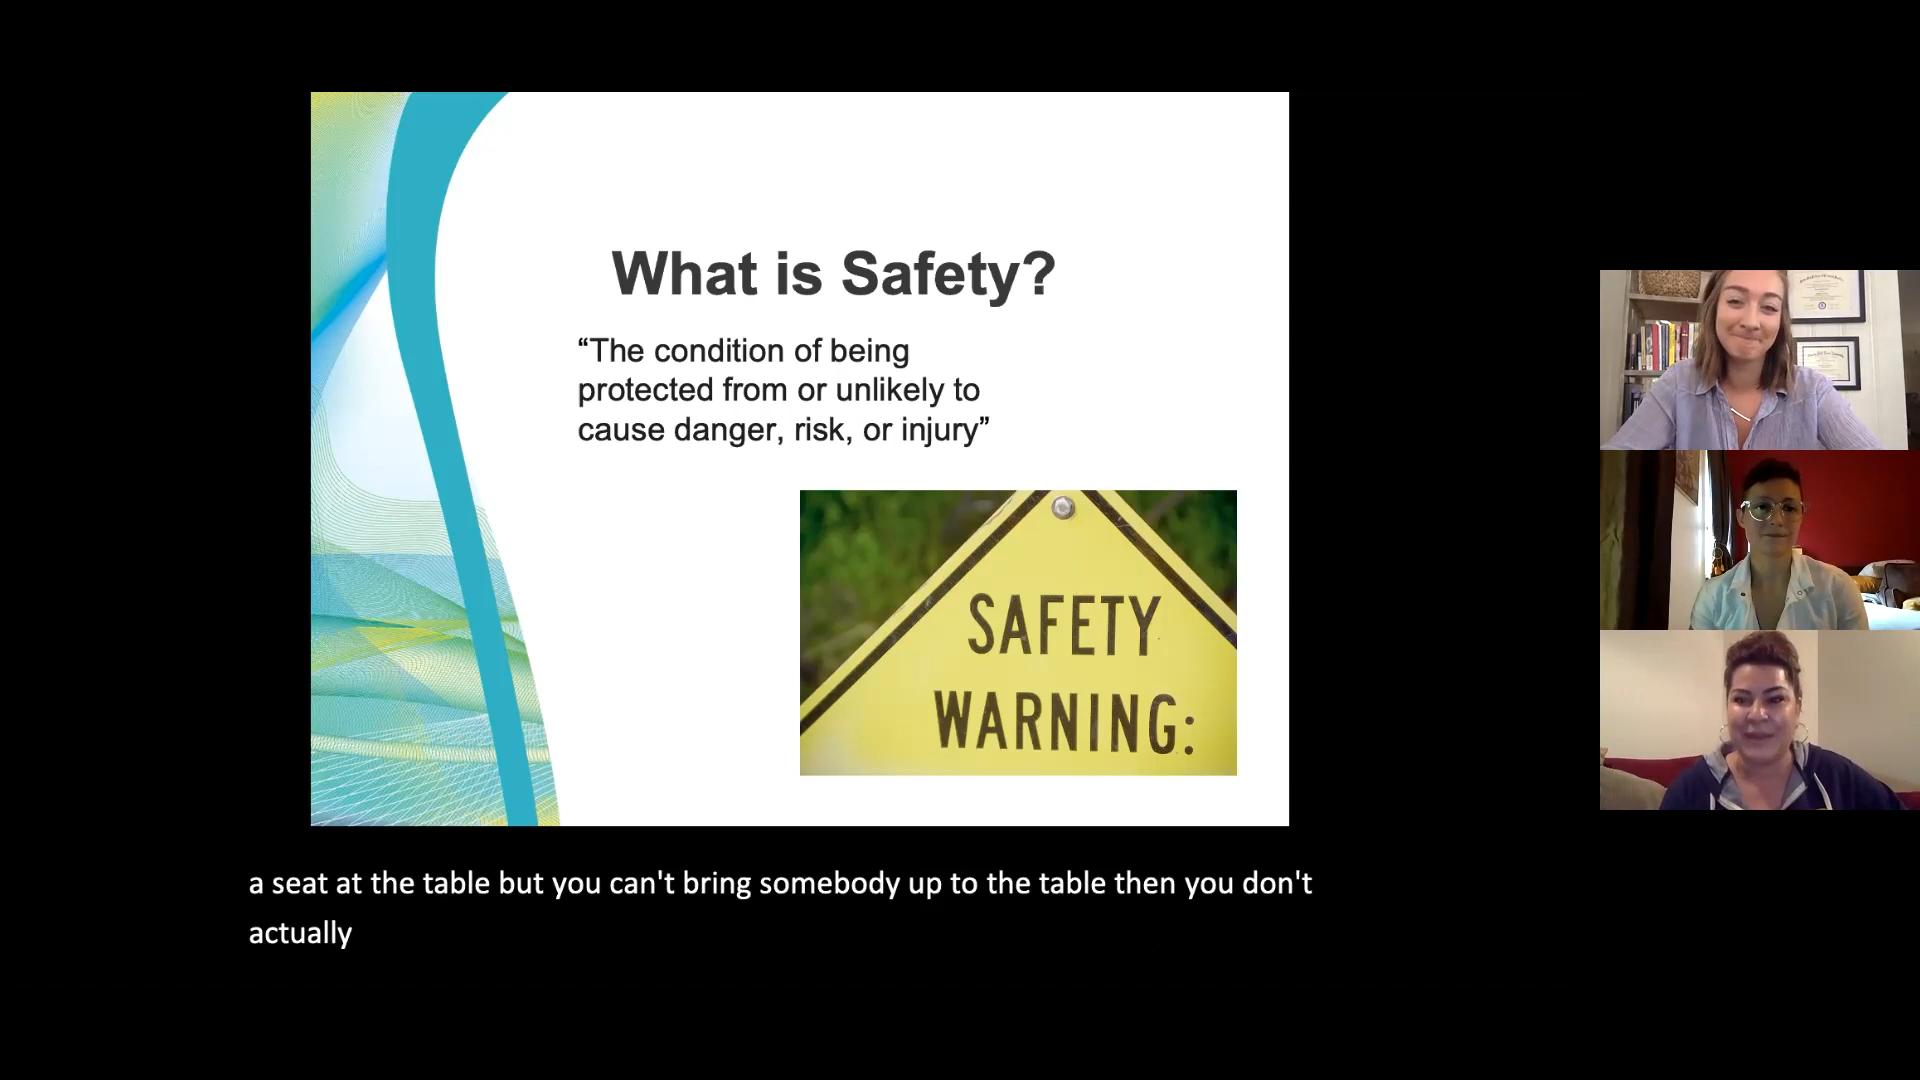 What is Safety?
“The condition of being
protected from or unlikely to
cause danger, risk, or injury”
SAFETY
WARNING:
a seat at the table but you can't bring somebody up to the table then you don't
actually